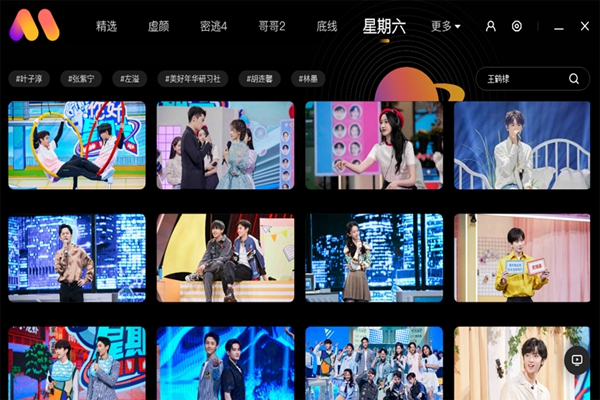 精选 虚颜 密逃4 哥哥2 底线 星期六 更多
#叶子淳 #张紫宁 #左溢 #美好年华研习社 #胡连馨 #林墨 王鹤棣